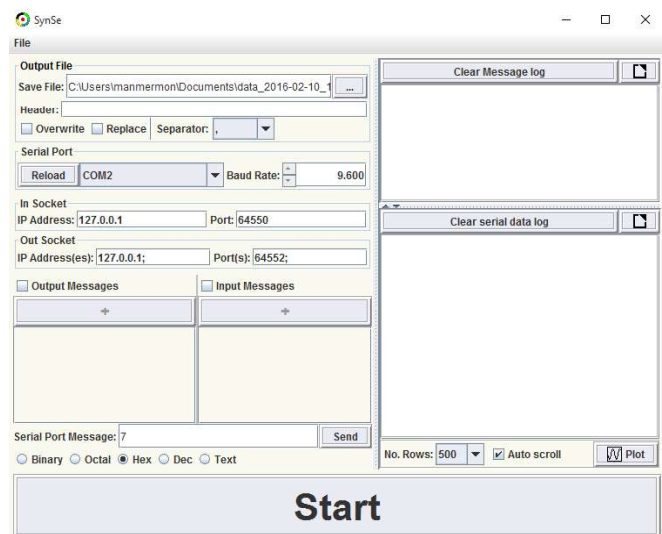 SynSe
File
Output File
Save File: C:\Users\manmermon\Documents\data_2016-02-10_1 ...
Header:
Overwrite Replace Separator: ,
Serial Port
Reload COM2 Baud Rate: 9.600
In Socket
IP Address: 127.0.0.1 Port: 64550
Out Socket
IP Address(es): 127.0.0.1; Port(s): 64552;
Output Messages Input Messages
+ +
Serial Port Message: 7 Send
Binary Octal Hex Dec Text
Clear Message log
Clear serial data log
No. Rows: 500 Auto scroll Plot
Start